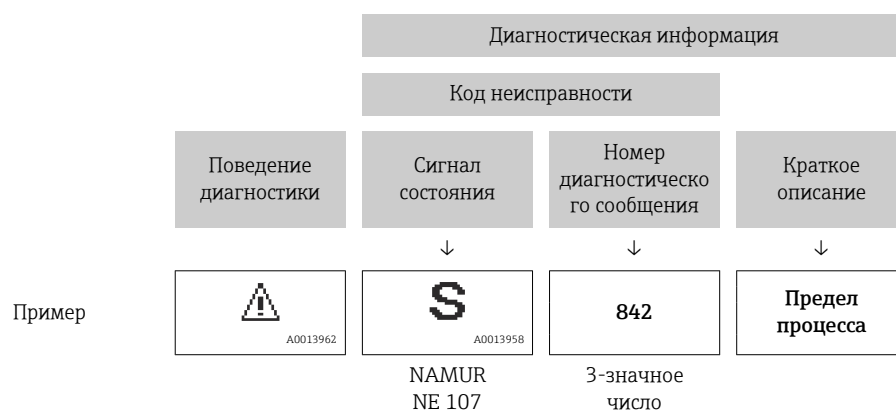 Диагностическая информация
Код неисправности
Поведение
диагностики
Сигнал
состояния
Номер
диагностическо
го сообщения
Краткое
описание
↓ ↓ ↓
Пример
A0013962
S
A0013958
842
Предел
процесса
NAMUR
NE 107
3-значное
число